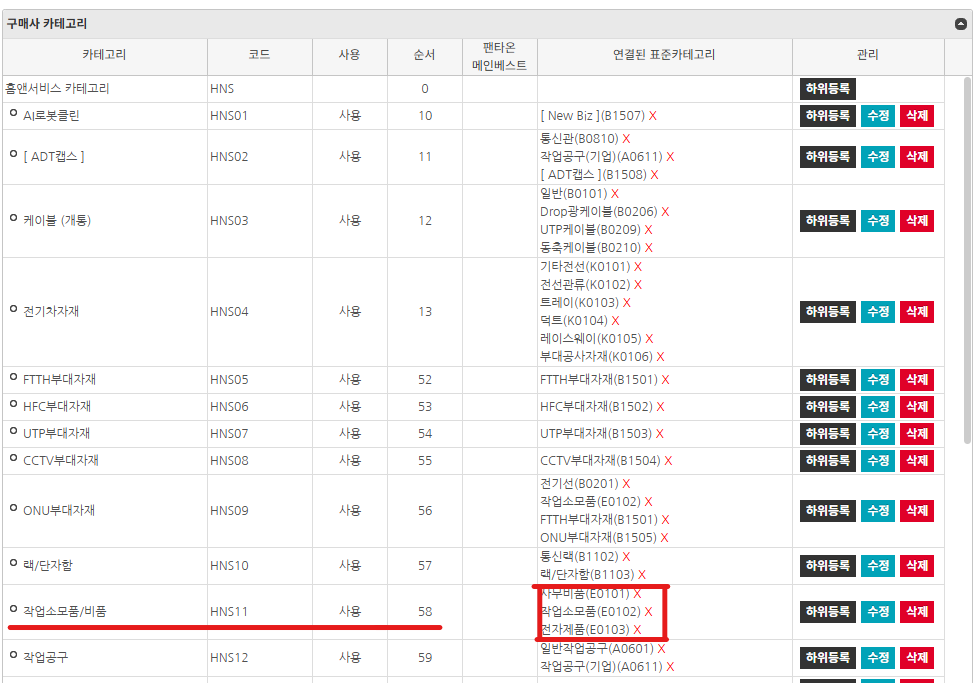 구매사 카테고리
카테고리 코드 사용 순서 팬타온 메인베스트 연결된 표준카테고리 관리
홈앤서비스 카테고리 HNS 0 하위등록
AI로봇클린 HNS01 사용 10 [ New Biz ](B1507) X 하위등록 수정 삭제
[ ADT캡스 ] HNS02 사용 11 통신관(B0810) X 하위등록 수정 삭제
작업공구(기업)(A0611) X
[ ADT캡스 ](B1508) X
케이블 (개통) HNS03 사용 12 일반(B0101) X 하위등록 수정 삭제
Drop광케이블(B0206) X
UTP케이블(B0209) X
동축케이블(B0210) X
전기차자재 HNS04 사용 13 기타전선(K0101) X 하위등록 수정 삭제
전선관류(K0102) X
트레이(K0103) X
덕트(K0104) X
레이스웨이(K0105) X
부대공사자재(K0106) X
FTTH부대자재 HNS05 사용 52 FTTH부대자재(B1501) X 하위등록 수정 삭제
HFC부대자재 HNS06 사용 53 HFC부대자재(B1502) X 하위등록 수정 삭제
UTP부대자재 HNS07 사용 54 UTP부대자재(B1503) X 하위등록 수정 삭제
CCTV부대자재 HNS08 사용 55 CCTV부대자재(B1504) X 하위등록 수정 삭제
ONU부대자재 HNS09 사용 56 전기선(B0201) X 하위등록 수정 삭제
작업소모품(E0102) X
FTTH부대자재(B1501) X
ONU부대자재(B1505) X
랙/단자함 HNS10 사용 57 통신랙(B1102) X 하위등록 수정 삭제
랙/단자함(B1103) X
작업소모품/비품 HNS11 사용 58 사무비품(E0101) X 하위등록 수정 삭제
작업소모품(E0102) X
전자제품(E0103) X
작업공구 HNS12 사용 59 일반작업공구(A0601) X 하위등록 수정 삭제
작업공구(기업)(A0611) X